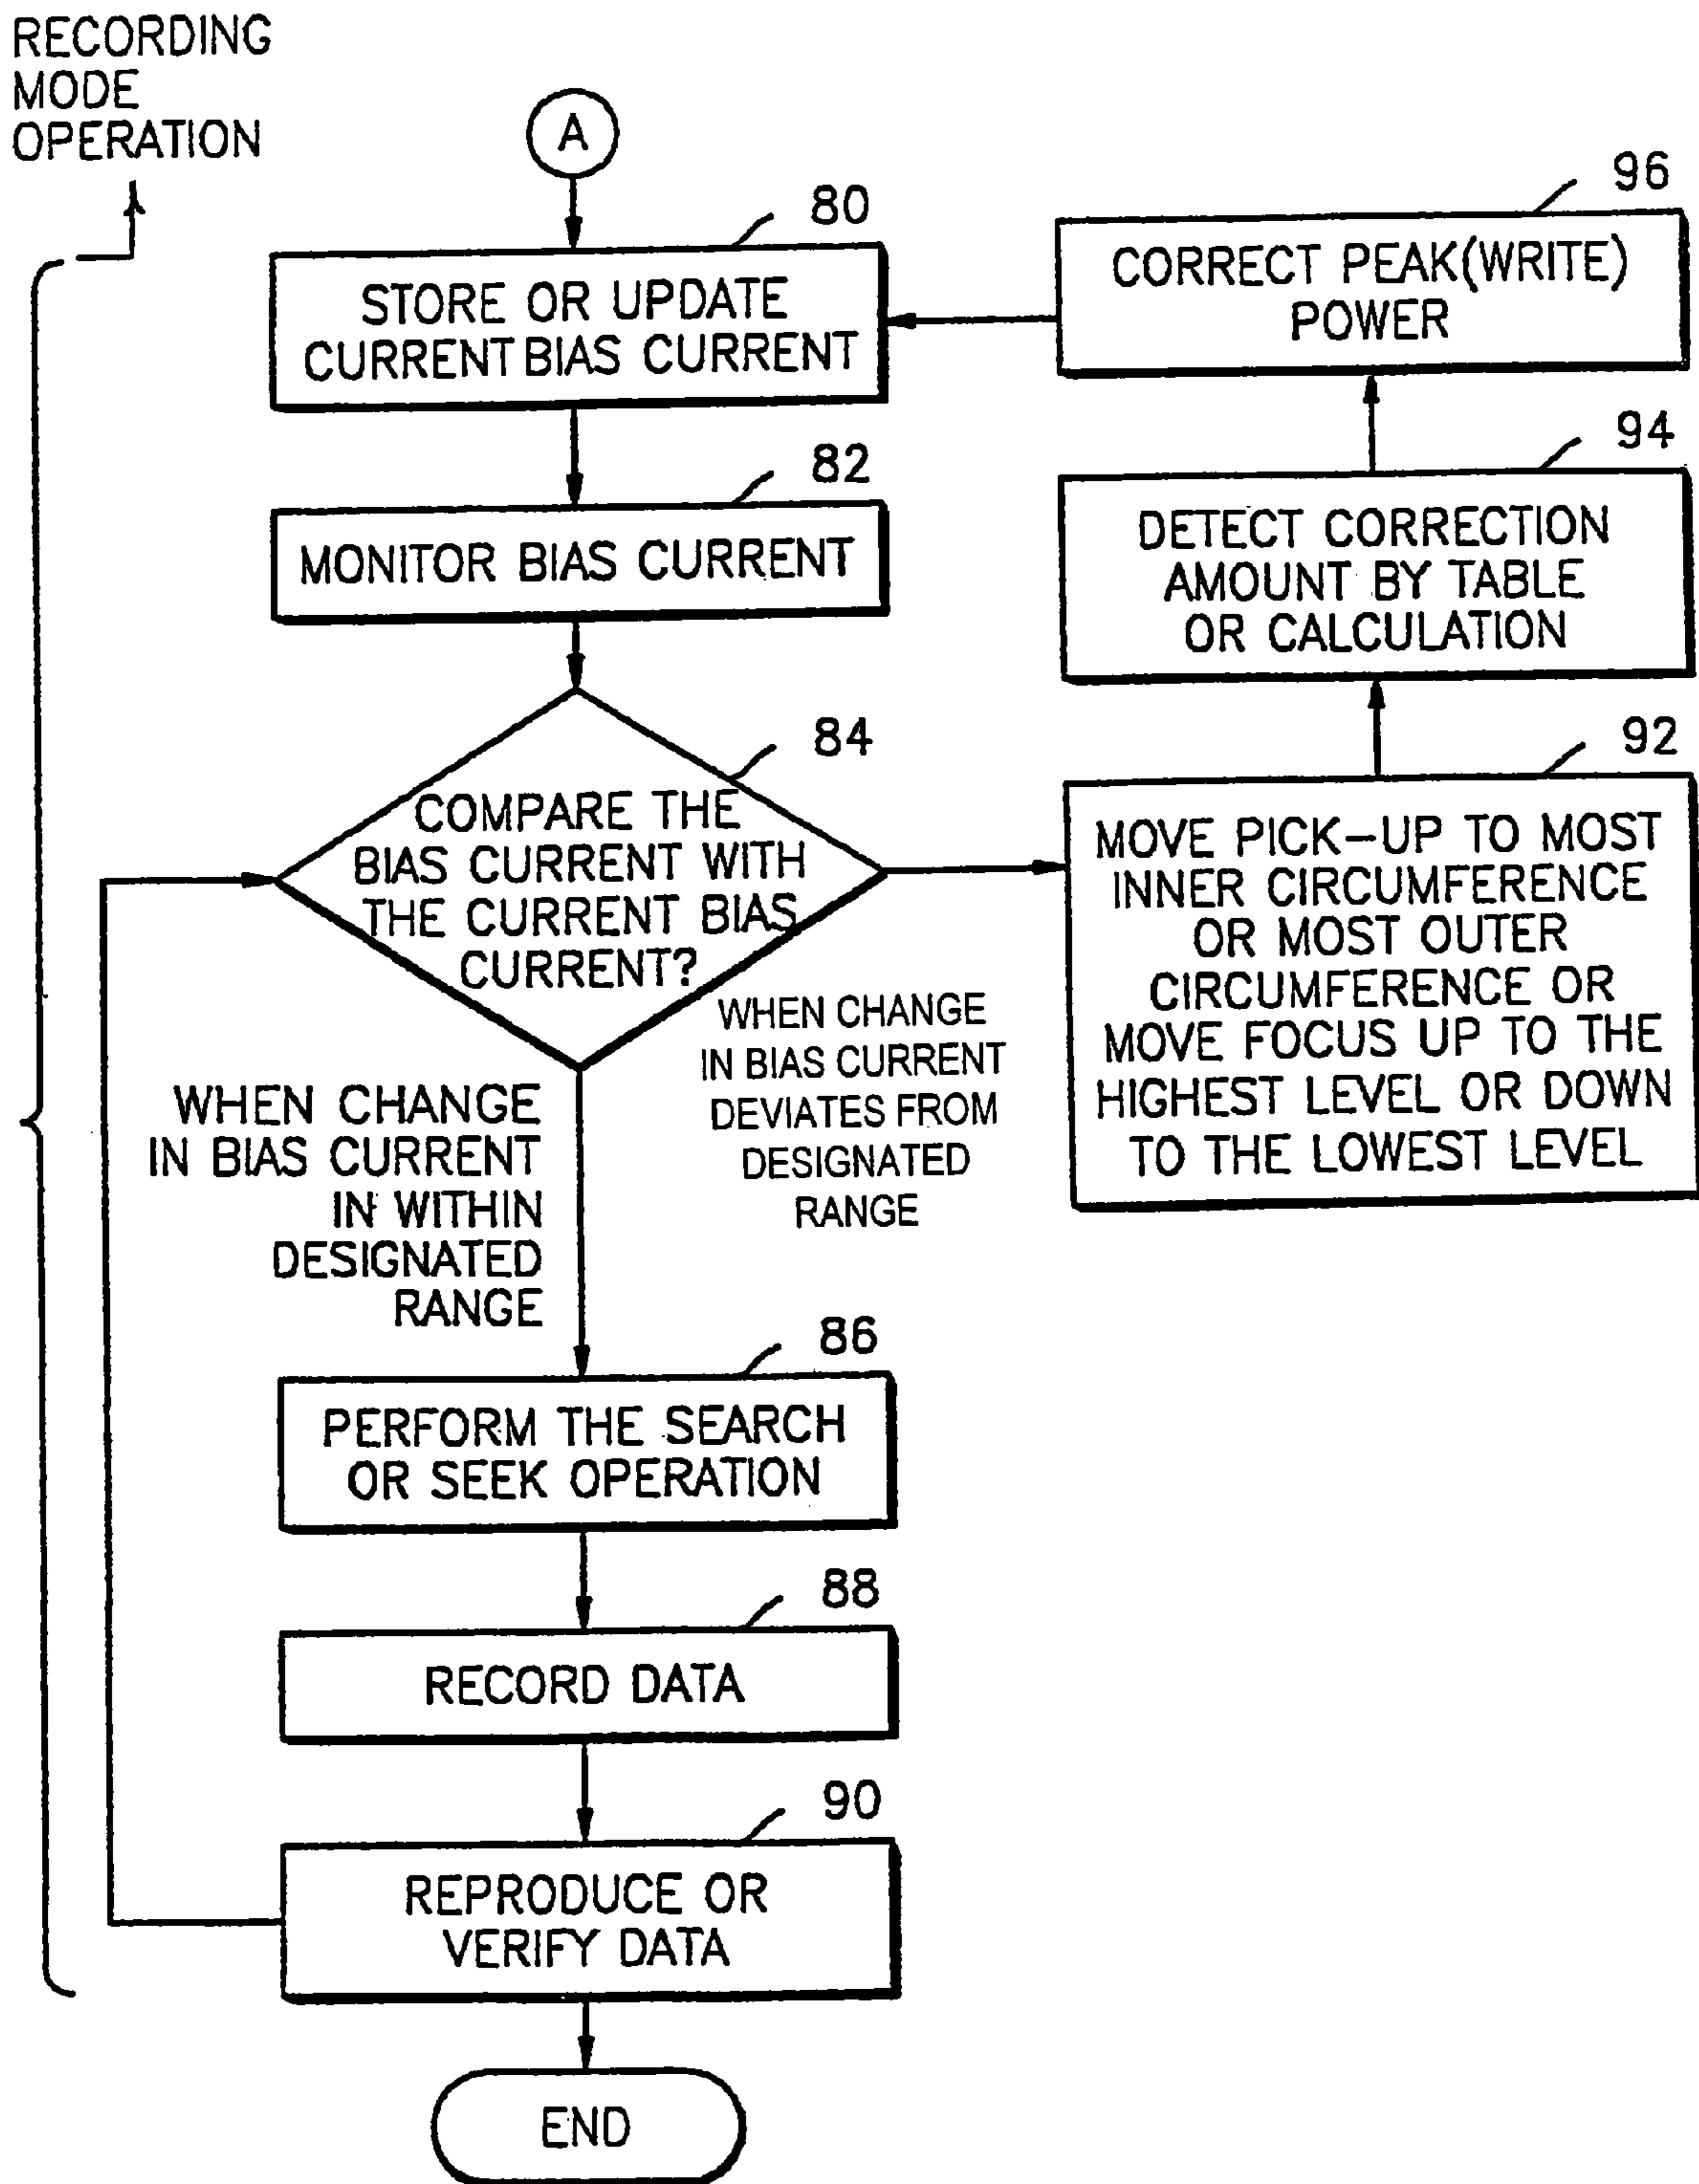 RECORDING
MODE
OPERATION
A
80
STORE OR UPDATE
CURRENT BIAS CURRENT
82
MONITOR BIAS CURRENT
84
COMPARE THE
BIAS CURRENT WITH
THE CURRENT BIAS
CURRENT?
WHEN CHANGE
IN BIAS CURRENT
IN WITHIN
DESIGNATED
RANGE
WHEN CHANGE
IN BIAS CURRENT
DEVIATES FROM
DESIGNATED
RANGE
86
PERFORM THE SEARCH
OR SEEK OPERATION
88
RECORD DATA
90
REPRODUCE OR
VERIFY DATA
END
92
MOVE PICK-UP TO MOST
INNER CIRCUMFERENCE
OR MOST OUTER
CIRCUMFERENCE OR
MOVE FOCUS UP TO THE
HIGHEST LEVEL OR DOWN
TO THE LOWEST LEVEL
94
DETECT CORRECTION
AMOUNT BY TABLE
OR CALCULATION
96
CORRECT PEAK(WRITE)
POWER